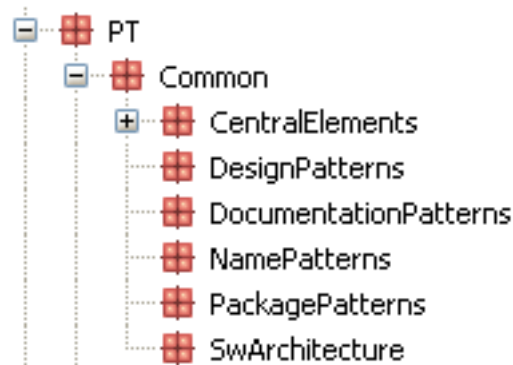 PT
Common
CentralElements
DesignPatterns
DocumentationPatterns
NamePatterns
PackagePatterns
SwArchitecture